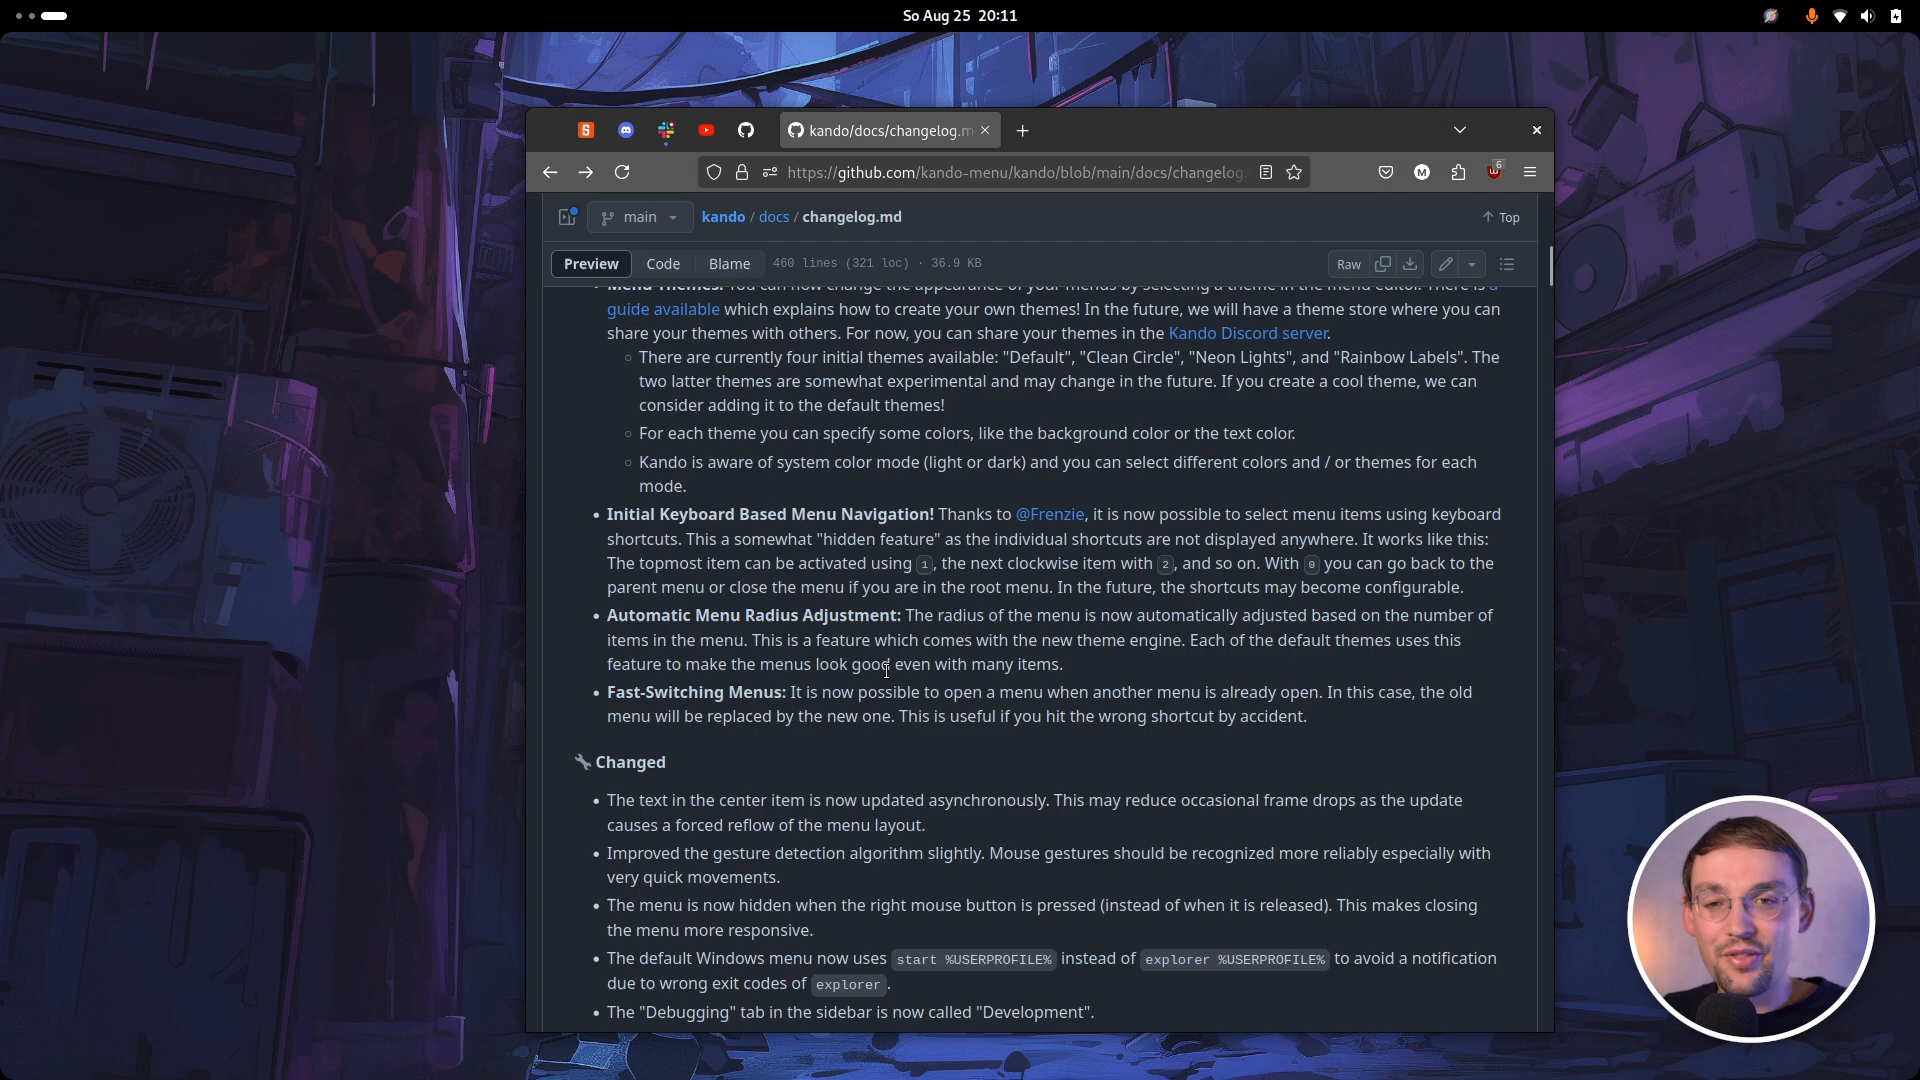 So Aug 25 20:11
kando/docs/changelog.m
6
https://github.com/kando-menu/kando/blob/main/docs/changelog.
main kando / docs / changelog.md Top
Preview Code Blame 460 lines (321 loc) · 36.9 KB Raw
Menu Themes: You can now change the appearance of your menus by selecting a theme in the menu editor. There is a
guide available which explains how to create your own themes! In the future, we will have a theme store where you can
share your themes with others. For now, you can share your themes in the Kando Discord server.
There are currently four initial themes available: "Default", "Clean Circle", "Neon Lights", and "Rainbow Labels". The
two latter themes are somewhat experimental and may change in the future. If you create a cool theme, we can
consider adding it to the default themes!
For each theme you can specify some colors, like the background color or the text color.
Kando is aware of system color mode (light or dark) and you can select different colors and / or themes for each
mode.
Initial Keyboard Based Menu Navigation! Thanks to @Frenzie, it is now possible to select menu items using keyboard
shortcuts. This a somewhat "hidden feature" as the individual shortcuts are not displayed anywhere. It works like this:
The topmost item can be activated using 1, the next clockwise item with 2, and so on. With 0 you can go back to the
parent menu or close the menu if you are in the root menu. In the future, the shortcuts may become configurable.
Automatic Menu Radius Adjustment: The radius of the menu is now automatically adjusted based on the number of
items in the menu. This is a feature which comes with the new theme engine. Each of the default themes uses this
feature to make the menus look good even with many items.
Fast-Switching Menus: It is now possible to open a menu when another menu is already open. In this case, the old
menu will be replaced by the new one. This is useful if you hit the wrong shortcut by accident.
Changed
The text in the center item is now updated asynchronously. This may reduce occasional frame drops as the update
causes a forced reflow of the menu layout.
Improved the gesture detection algorithm slightly. Mouse gestures should be recognized more reliably especially with
very quick movements.
The menu is now hidden when the right mouse button is pressed (instead of when it is released). This makes closing
the menu more responsive.
The default Windows menu now uses start %USERPROFILE% instead of explorer %USERPROFILE% to avoid a notification
due to wrong exit codes of explorer.
The "Debugging" tab in the sidebar is now called "Development".